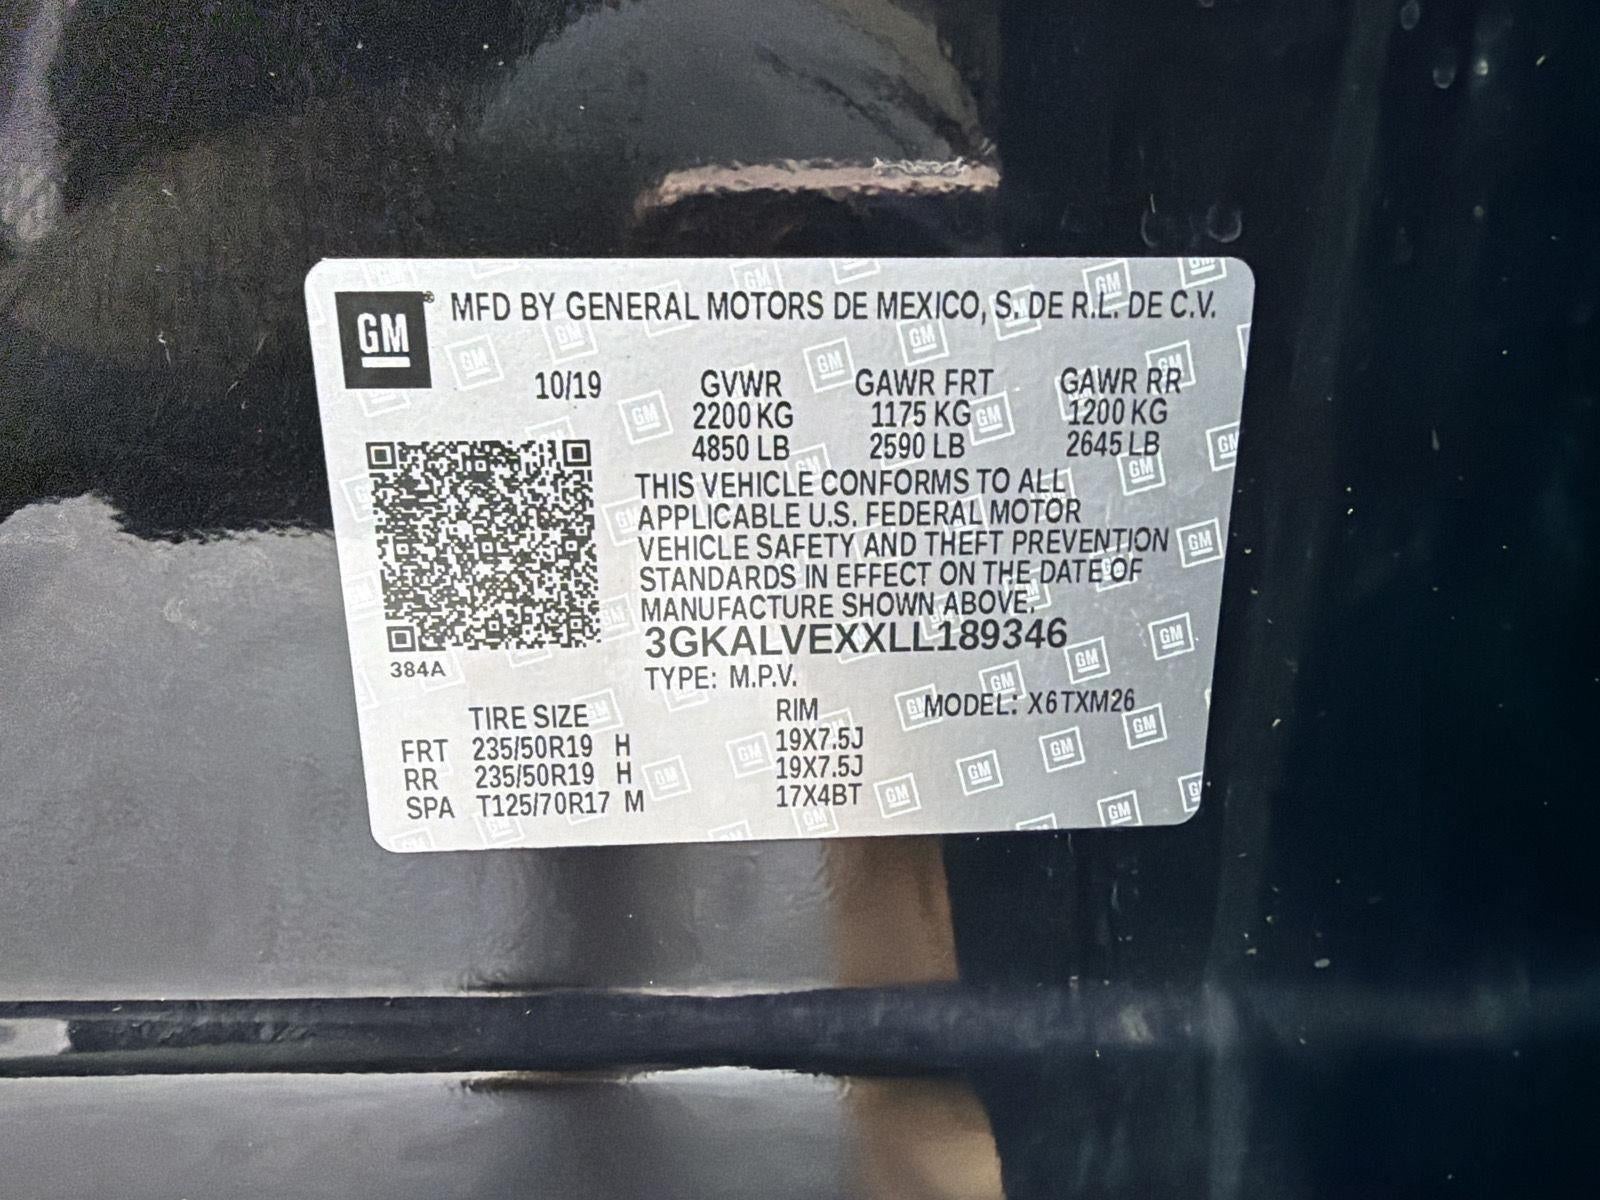 GM ® MFD BY GENERAL MOTORS DE MEXICO, S. DE R.L. DE C.V.
10/19 GVWR GAWR FRT GAWR RR
2200 KG 1175 KG 1200 KG
4850 LB 2590 LB 2645 LB
THIS VEHICLE CONFORMS TO ALL
APPLICABLE U.S. FEDERAL MOTOR
VEHICLE SAFETY AND THEFT PREVENTION
STANDARDS IN EFFECT ON THE DATE OF
MANUFACTURE SHOWN ABOVE.
3GKALVEXXLL189346
384A
TYPE: M.P.V.
MODEL: X6TXM26
TIRE SIZE RIM
FRT 235/50R19 H 19X7.5J
RR 235/50R19 H 19X7.5J
SPA T125/70R17 M 17X4BT